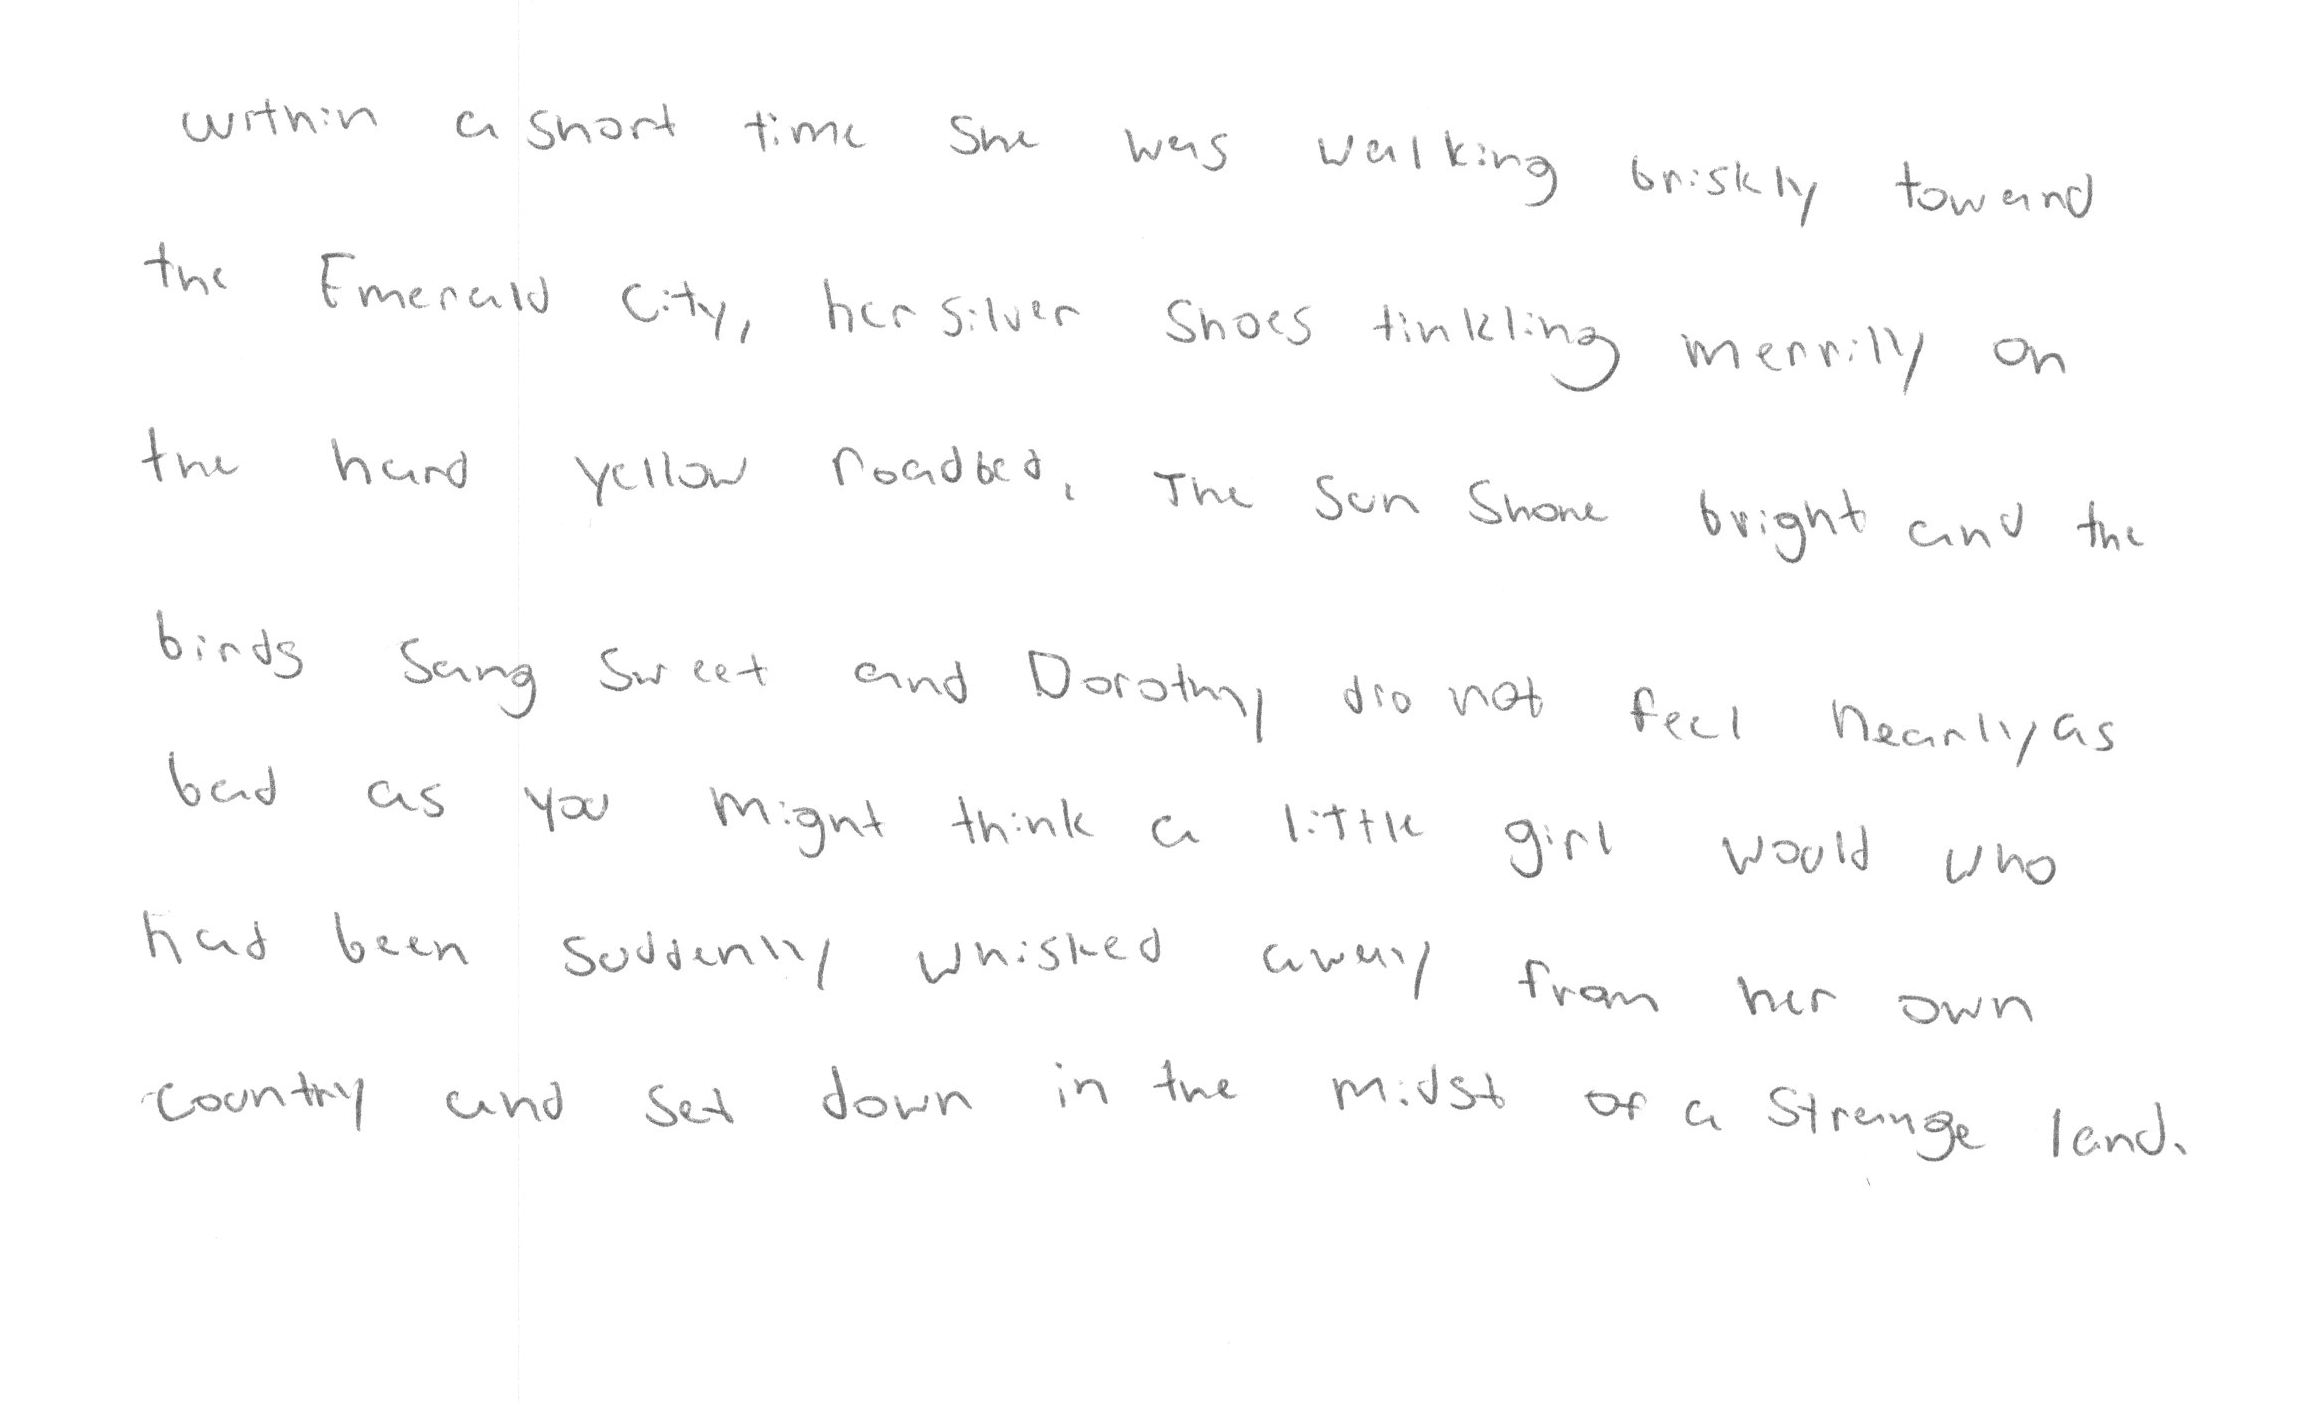 within a short time she was walking briskly toward
the Emerald City, her silver shoes tinkling merrily on
the hard yellow roadbed. The sun shone bright and the
birds sang sweet and Dorothy did not feel nearly as
bad as you might think a little girl would who
had been suddenly whisked away from her own
country and set down in the midst of a strange land.